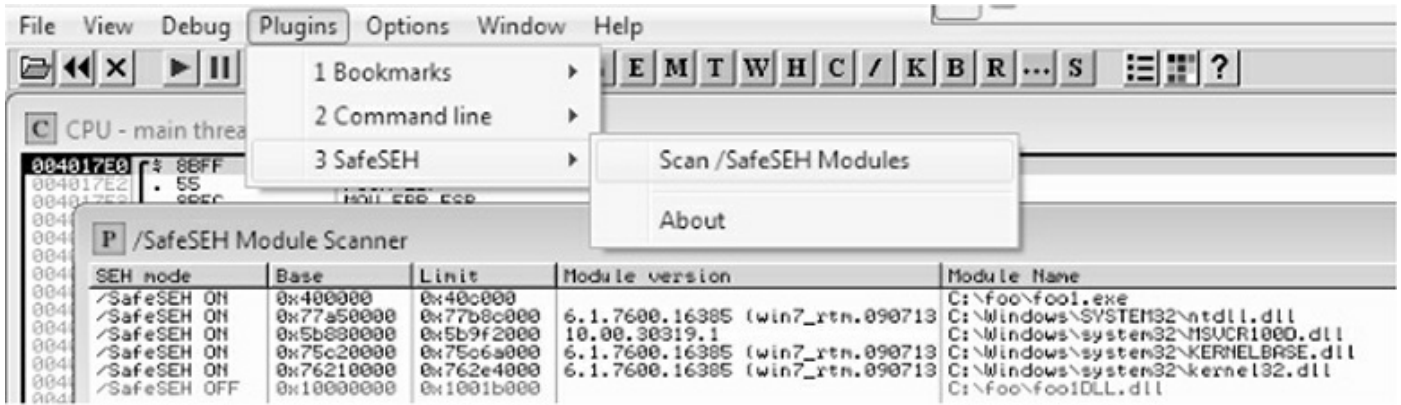 File View Debug Plugins Options Window Help
E M T W H C / K B R ... S ?
1 Bookmarks
2 Command line
3 SafeSEH
Scan /SafeSEH Modules
About
C CPU - main threa
004017E0 8BFF
004017E2 . 55
P /SafeSEH Module Scanner
SEH mode Base Limit Module version Module Name
/SafeSEH ON 0x400000 0x40c000 C:\foo\foo1.exe
/SafeSEH ON 0x77a50000 0x77b8c000 6.1.7600.16385 (win7_rtm.090713 C:\Windows\SYSTEM32\ntdll.dll
/SafeSEH ON 0x5b880000 0x5b9f2000 10.00.30319.1 C:\Windows\system32\MSVCR100D.dll
/SafeSEH ON 0x75c20000 0x75c6a000 6.1.7600.16385 (win7_rtm.090713 C:\Windows\system32\KERNELBASE.dll
/SafeSEH ON 0x76210000 0x762e4000 6.1.7600.16385 (win7_rtm.090713 C:\Windows\system32\kernel32.dll
/SafeSEH OFF 0x10000000 0x1001b000 C:\foo\foo1DLL.dll